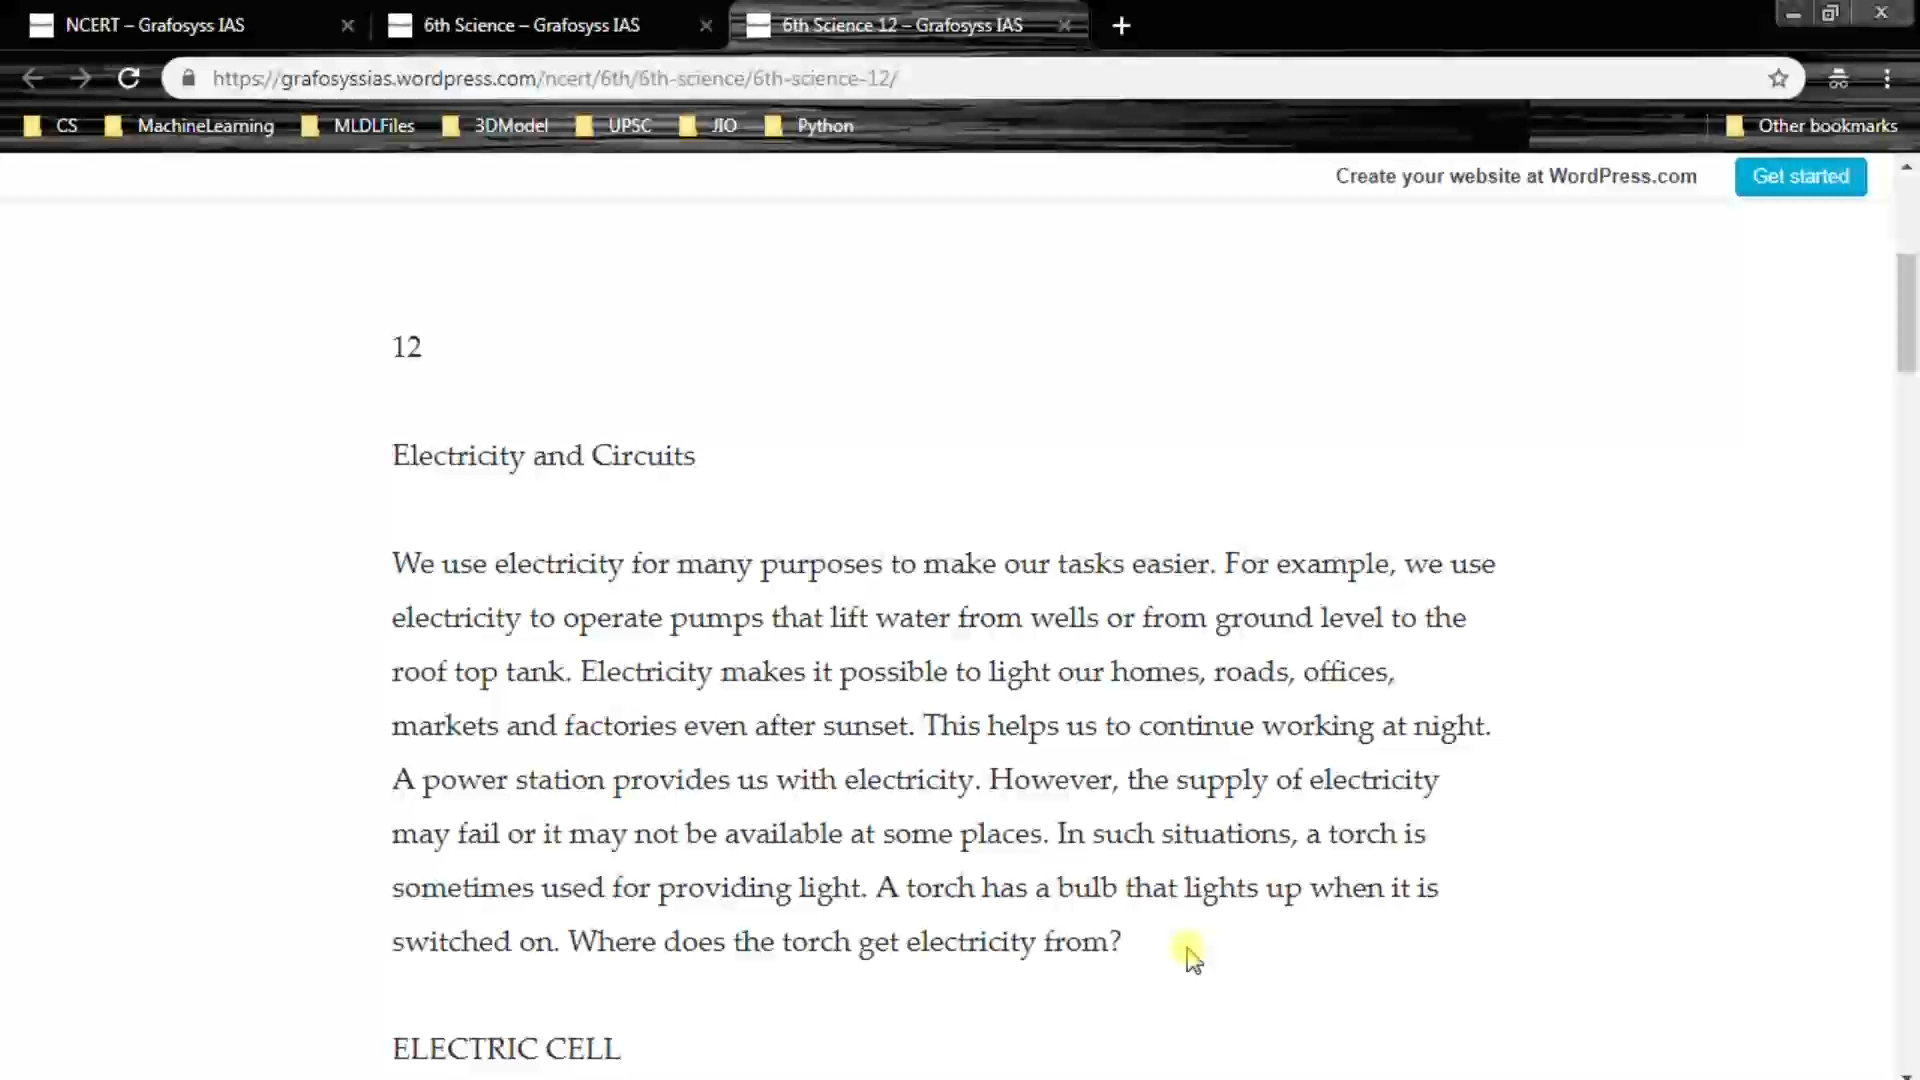 NCERT – Grafosyss IAS
6th Science – Grafosyss IAS
6th Science 12 – Grafosyss IAS
https://grafosyssias.wordpress.com/ncert/6th/6th-science/6th-science-12/
CS MachineLearning MLDLFiles 3DModel UPSC JIO Python Other bookmarks
Create your website at WordPress.com Get started
12
Electricity and Circuits
We use electricity for many purposes to make our tasks easier. For example, we use
electricity to operate pumps that lift water from wells or from ground level to the
roof top tank. Electricity makes it possible to light our homes, roads, offices,
markets and factories even after sunset. This helps us to continue working at night.
A power station provides us with electricity. However, the supply of electricity
may fail or it may not be available at some places. In such situations, a torch is
sometimes used for providing light. A torch has a bulb that lights up when it is
switched on. Where does the torch get electricity from?
ELECTRIC CELL